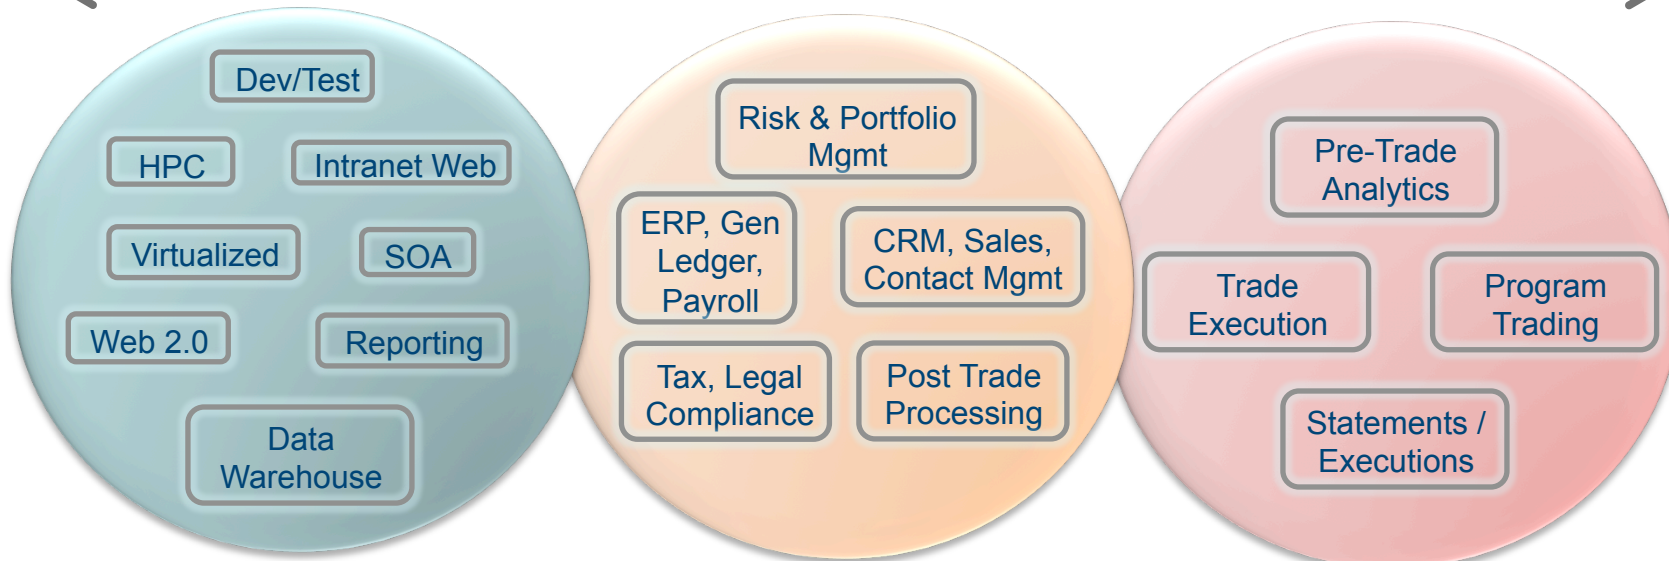 Dev/Test
HPC
Intranet Web
Virtualized
SOA
Web 2.0
Reporting
Data
Warehouse
Risk & Portfolio
Mgmt
ERP, Gen
Ledger,
Payroll
CRM, Sales,
Contact Mgmt
Tax, Legal
Compliance
Post Trade
Processing
Pre-Trade
Analytics
Trade
Execution
Program
Trading
Statements /
Executions